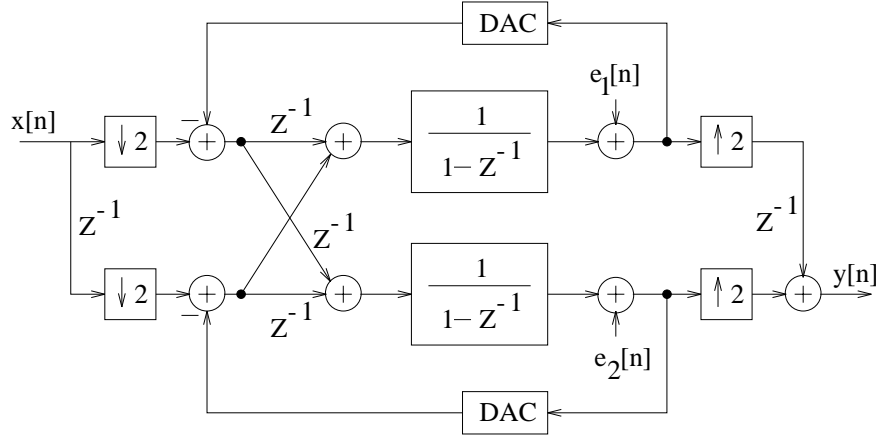 DAC
e₁[n]
x[n]
↓ 2
−
+
Z⁻¹
+
1
1−Z⁻¹
+
↑ 2
Z⁻¹
Z⁻¹
Z⁻¹
↓ 2
+
−
Z⁻¹
+
1
1−Z⁻¹
+
↑ 2
+
y[n]
e₂[n]
DAC